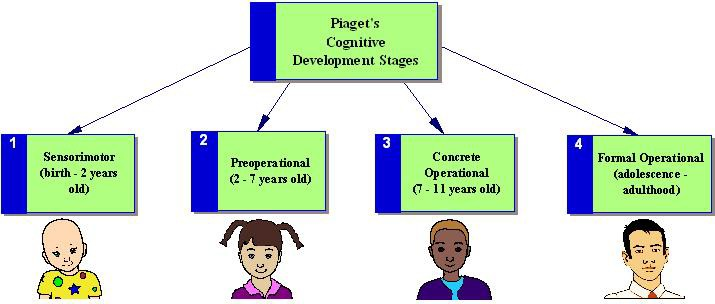 Piaget's
Cognitive
Development Stages
1
Sensorimotor
(birth - 2 years
old)
2
Preoperational
(2 - 7 years old)
3
Concrete
Operational
(7 - 11 years old)
4
Formal Operational
(adolescence -
adulthood)